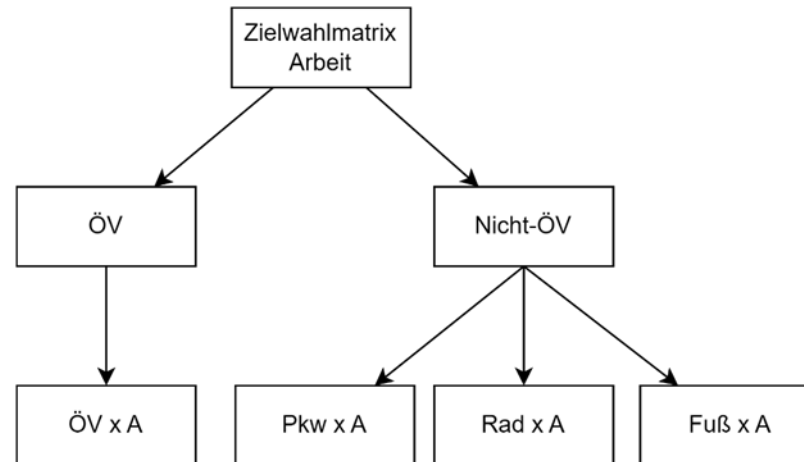 Zielwahlmatrix
Arbeit
ÖV
Nicht-ÖV
ÖV x A
Pkw x A
Rad x A
Fuß x A